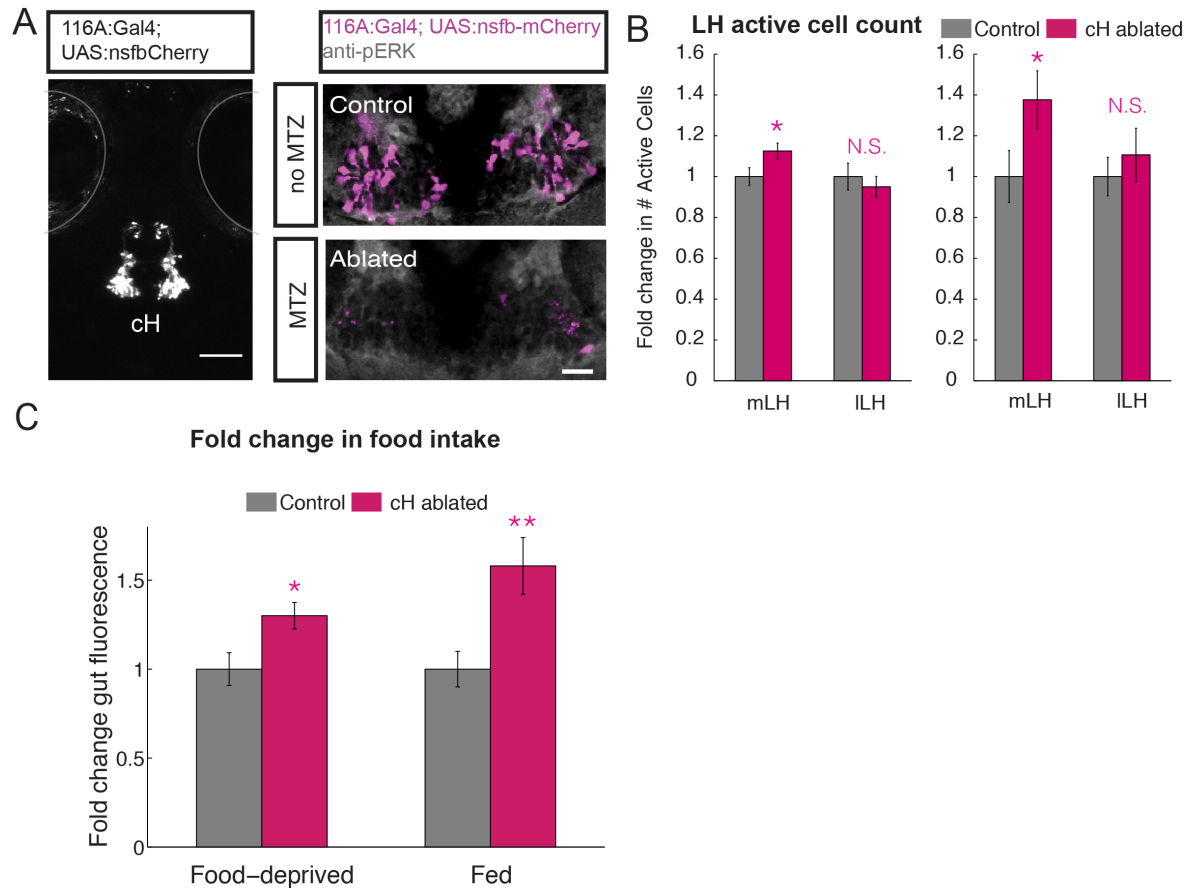 A
116A:Gal4;
UAS:nsfbCherry
cH
116A:Gal4; UAS:nsfb-mCherry
anti-pERK
no MTZ
Control
MTZ
Ablated
B
LH active cell count
Control
cH ablated
Fold change in # Active Cells
1.6
1.4
1.2
1
0.8
0.6
0.4
0.2
0
*
N.S.
mLH
lLH
1.6
1.4
1.2
1
0.8
0.6
0.4
0.2
0
*
N.S.
mLH
lLH
C
Fold change in food intake
Control
cH ablated
Fold change gut fluorescence
1.5
1
0.5
0
*
**
Food−deprived
Fed